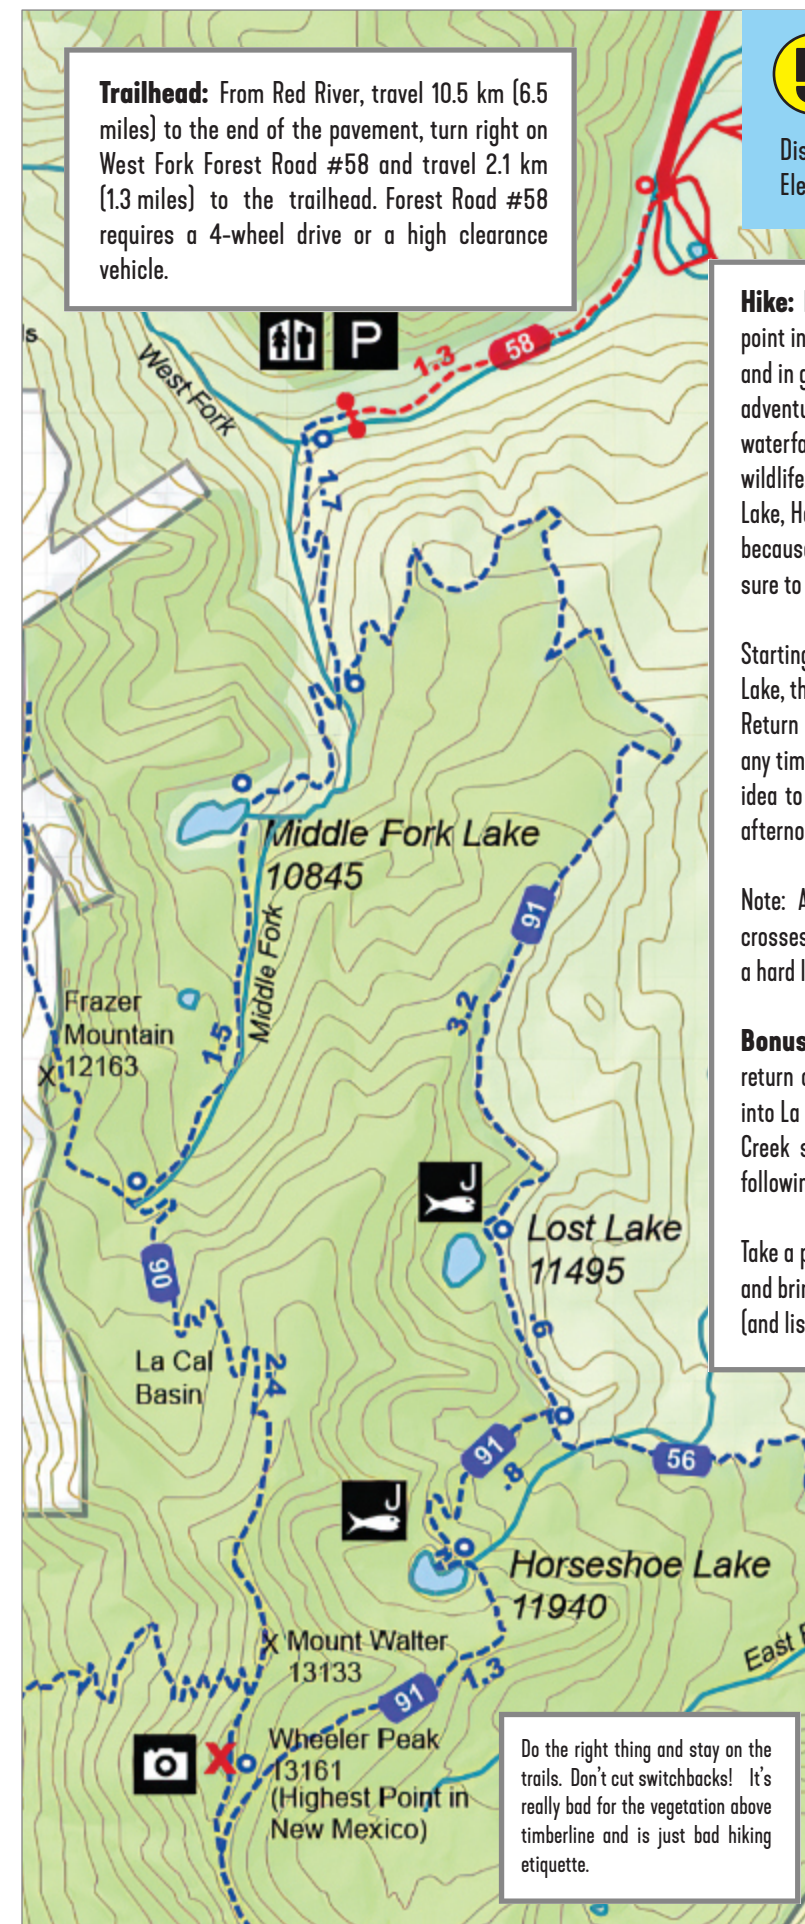 Trailhead: From Red River, travel 10.5 km (6.5
miles) to the end of the pavement, turn right on
West Fork Forest Road #58 and travel 2.1 km
(1.3 miles) to the trailhead. Forest Road #58
requires a 4-wheel drive or a high clearance
vehicle.
Dis
Ele
Hike:
point in
and in g
adventu
waterfa
wildlife
Lake, Ho
because
sure to
Starting
Lake, th
Return
any tim
idea to
afterno
Note: A
crosses
a hard l
Bonus
return
into La
Creek s
followin
Take a p
and brin
(and lis
s
West Fork
P
1.3
58
1.7
Middle Fork Lake
10845
Middle Fork
91
3.2
Frazer
Mountain
12163
X
1.5
90
La Cal
Basin
2.4
Lost Lake
11495
.6
91
.8
56
Horseshoe Lake
11940
East F
X Mount Walter
13133
91
1.3
X
Wheeler Peak
13161
(Highest Point in
New Mexico)
Do the right thing and stay on the
trails. Don't cut switchbacks! It's
really bad for the vegetation above
timberline and is just bad hiking
etiquette.